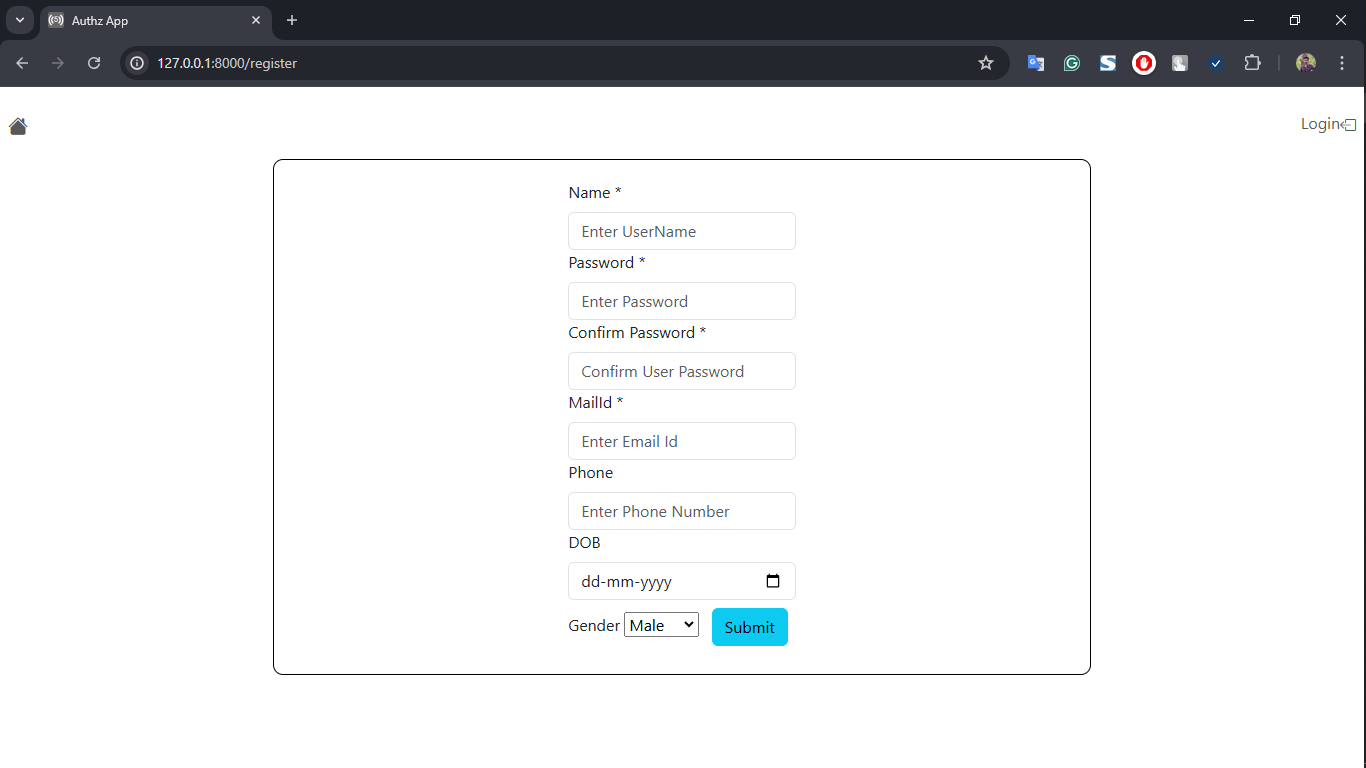 Authz App
127.0.0.1:8000/register
Login
Name *
Enter UserName
Password *
Enter Password
Confirm Password *
Confirm User Password
MailId *
Enter Email Id
Phone
Enter Phone Number
DOB
dd-mm-yyyy
Gender Male Submit